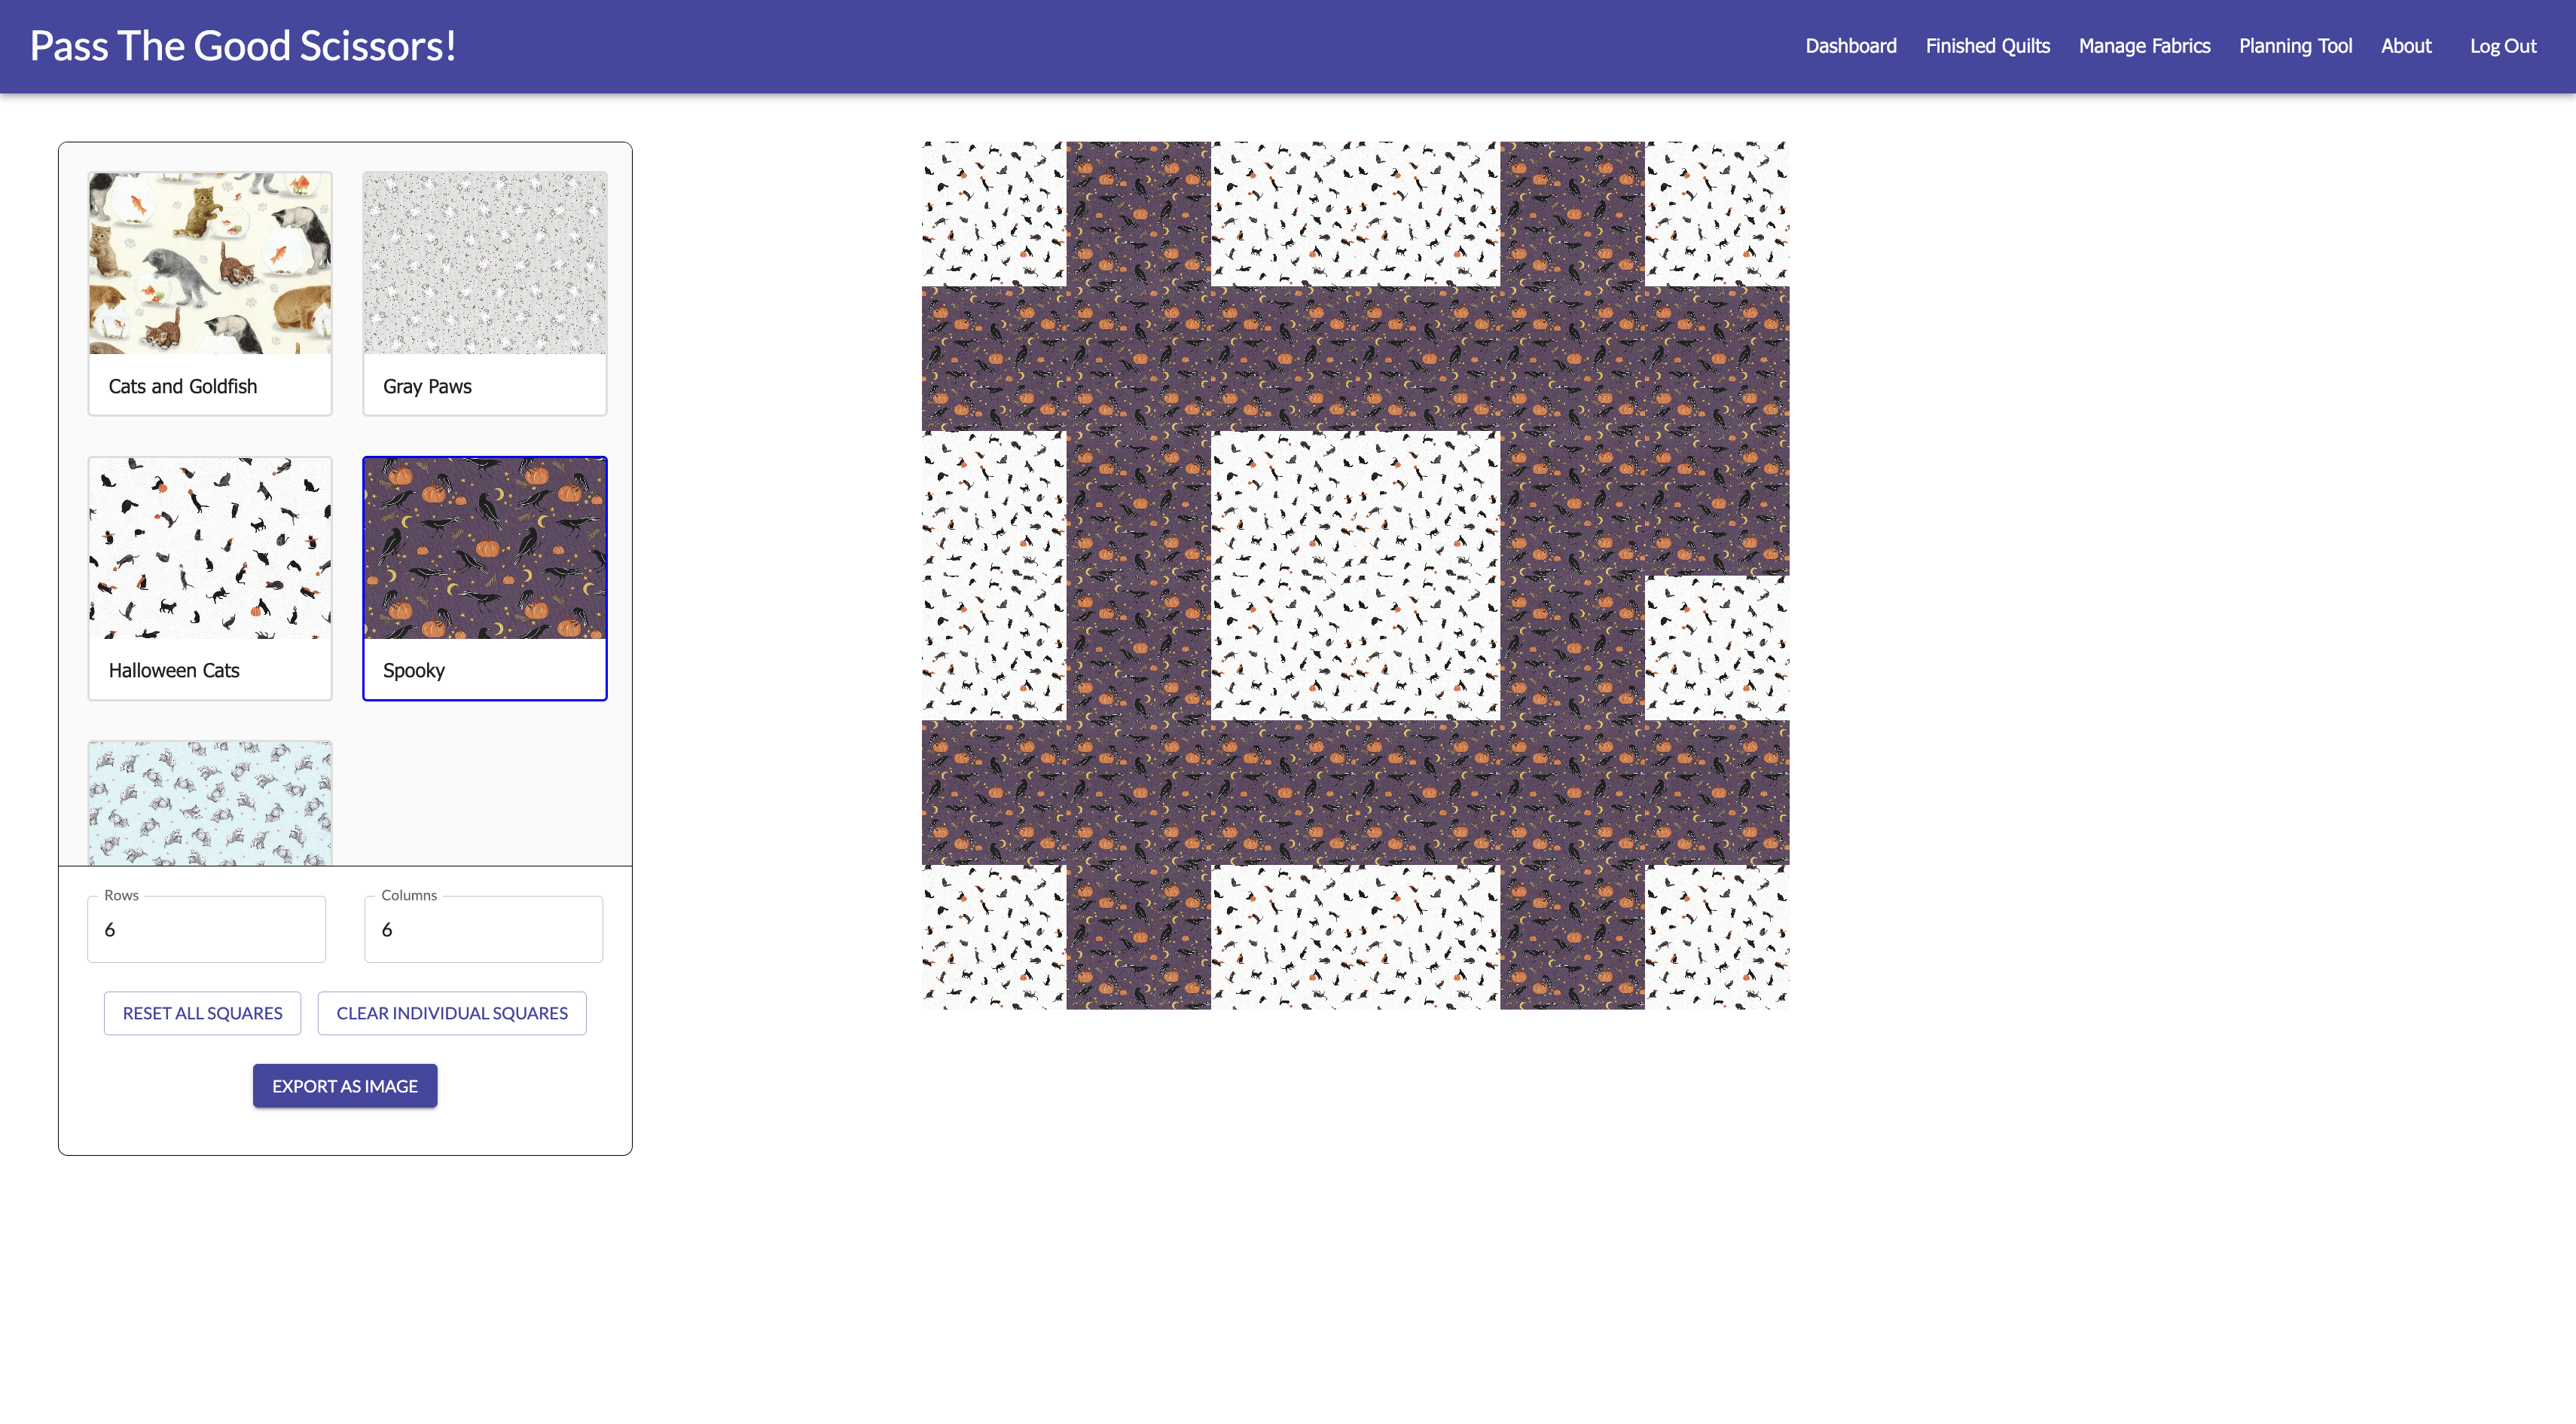 Pass The Good Scissors!
Dashboard Finished Quilts Manage Fabrics Planning Tool About Log Out
Cats and Goldfish
Gray Paws
Halloween Cats
Spooky
Rows
6
Columns
6
RESET ALL SQUARES
CLEAR INDIVIDUAL SQUARES
EXPORT AS IMAGE